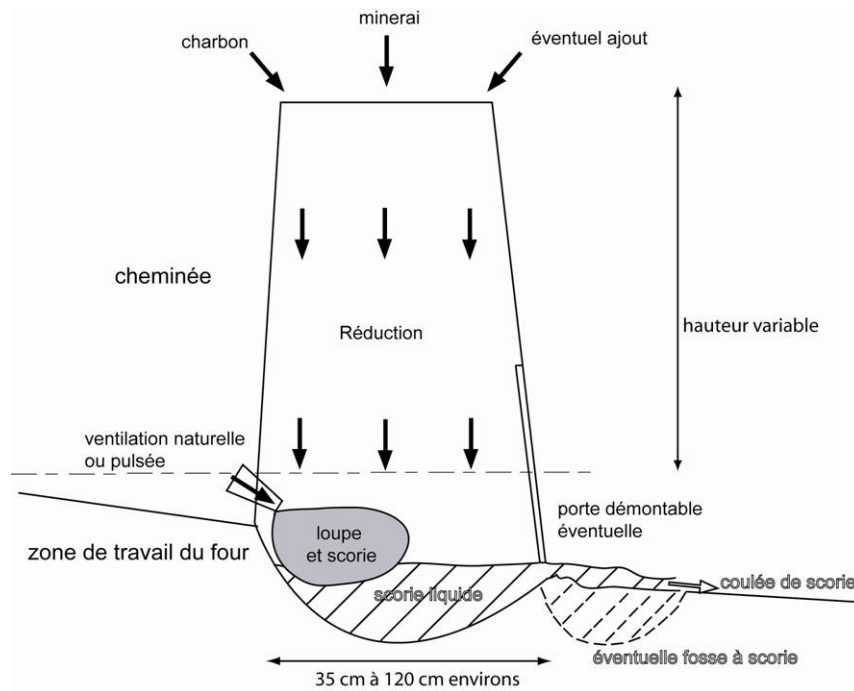 minerai
charbon
éventuel ajout
cheminée
Réduction
hauteur variable
ventilation naturelle
ou pulsée
porte démontable
éventuelle
loupe
et scorie
zone de travail du four
scorie liquide
coulée de scorie
éventuelle fosse à scorie
35 cm à 120 cm environs